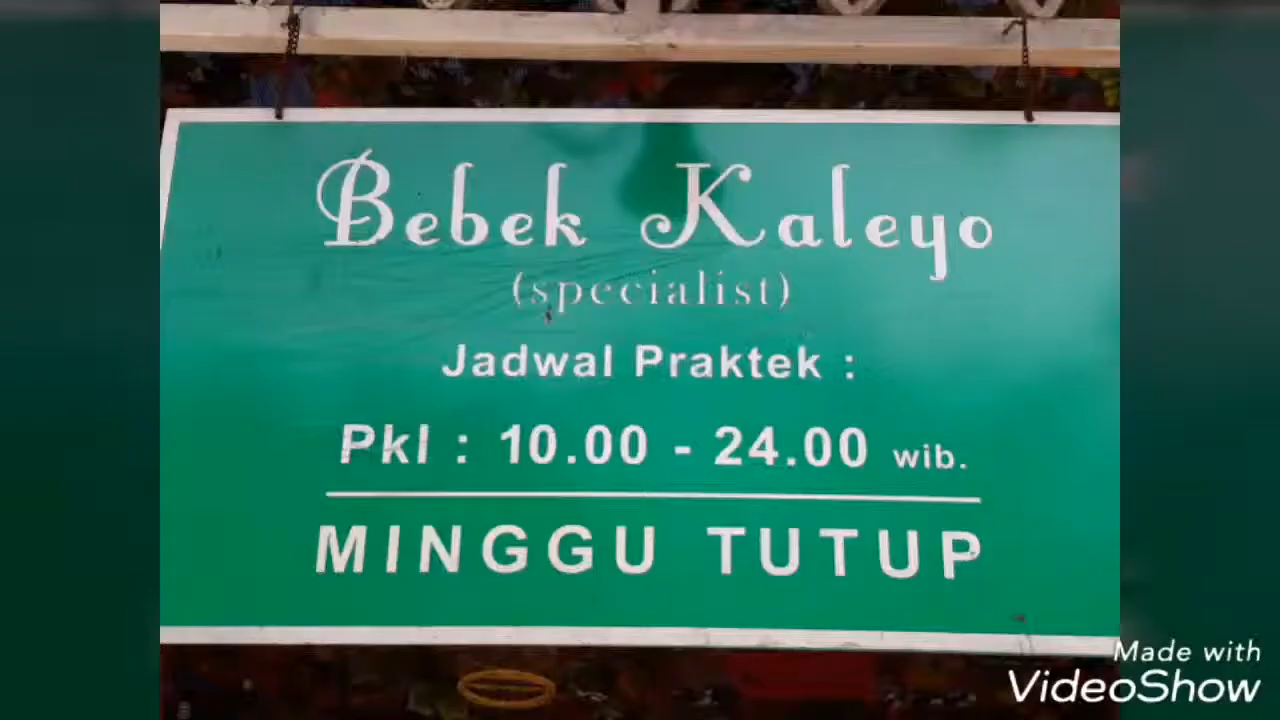 Bebek Kaleyo
(specialist)
Jadwal Praktek :
Pkl : 10.00 - 24.00 wib.
MINGGU TUTUP
Made with
VideoShow